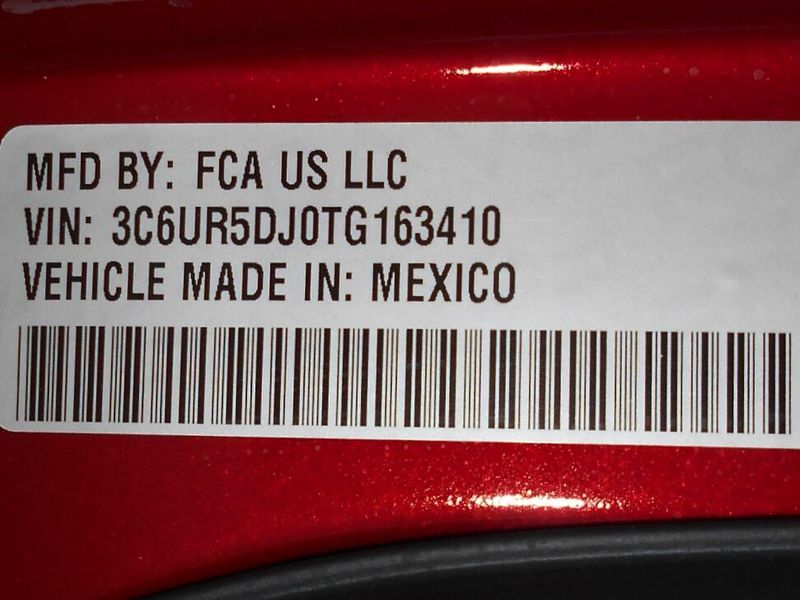 MFD BY: FCA US LLC
VIN: 3C6UR5DJ0TG163410
VEHICLE MADE IN: MEXICO